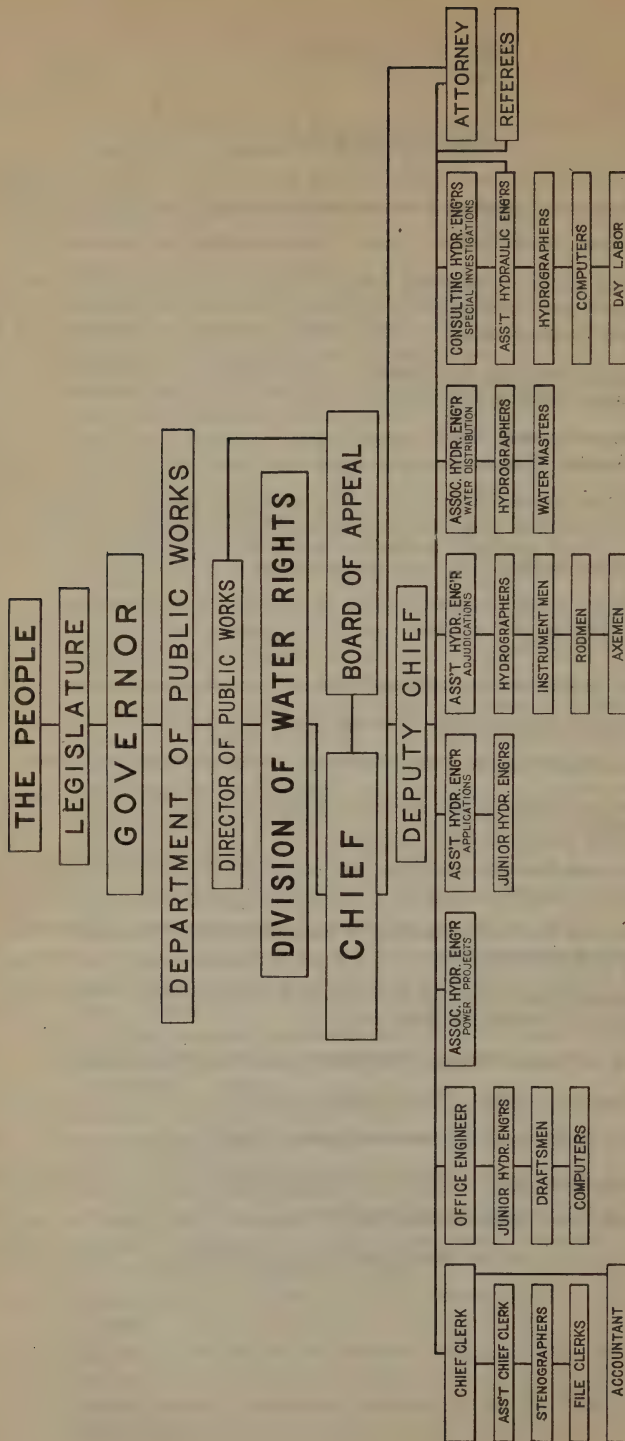 THE PEOPLE
LEGISLATURE
GOVERNOR
DEPARTMENT OF PUBLIC WORKS
DIRECTOR OF PUBLIC WORKS
DIVISION OF WATER RIGHTS
CHIEF
BOARD OF APPEAL
DEPUTY CHIEF
CHIEF CLERK
ASS'T CHIEF CLERK
STENOGRAPHERS
FILE CLERKS
ACCOUNTANT
OFFICE ENGINEER
JUNIOR HYDR. ENG'RS
DRAFTSMEN
COMPUTERS
ASSOC. HYDR. ENG'R
POWER PROJECTS
ASS'T HYDR. ENG'R
APPLICATIONS
JUNIOR HYDR. ENG'RS
ASS'T HYDR. ENG'R
ADJUDICATIONS
HYDROGRAPHERS
INSTRUMENT MEN
RODMEN
AXEMEN
ASSOC. HYDR. ENG'R
WATER DISTRIBUTION
HYDROGRAPHERS
WATER MASTERS
CONSULTING HYDR. ENG'RS
SPECIAL INVESTIGATIONS
ASS'T HYDRAULIC ENG'RS
HYDROGRAPHERS
COMPUTERS
DAY LABOR
ATTORNEY
REFEREES